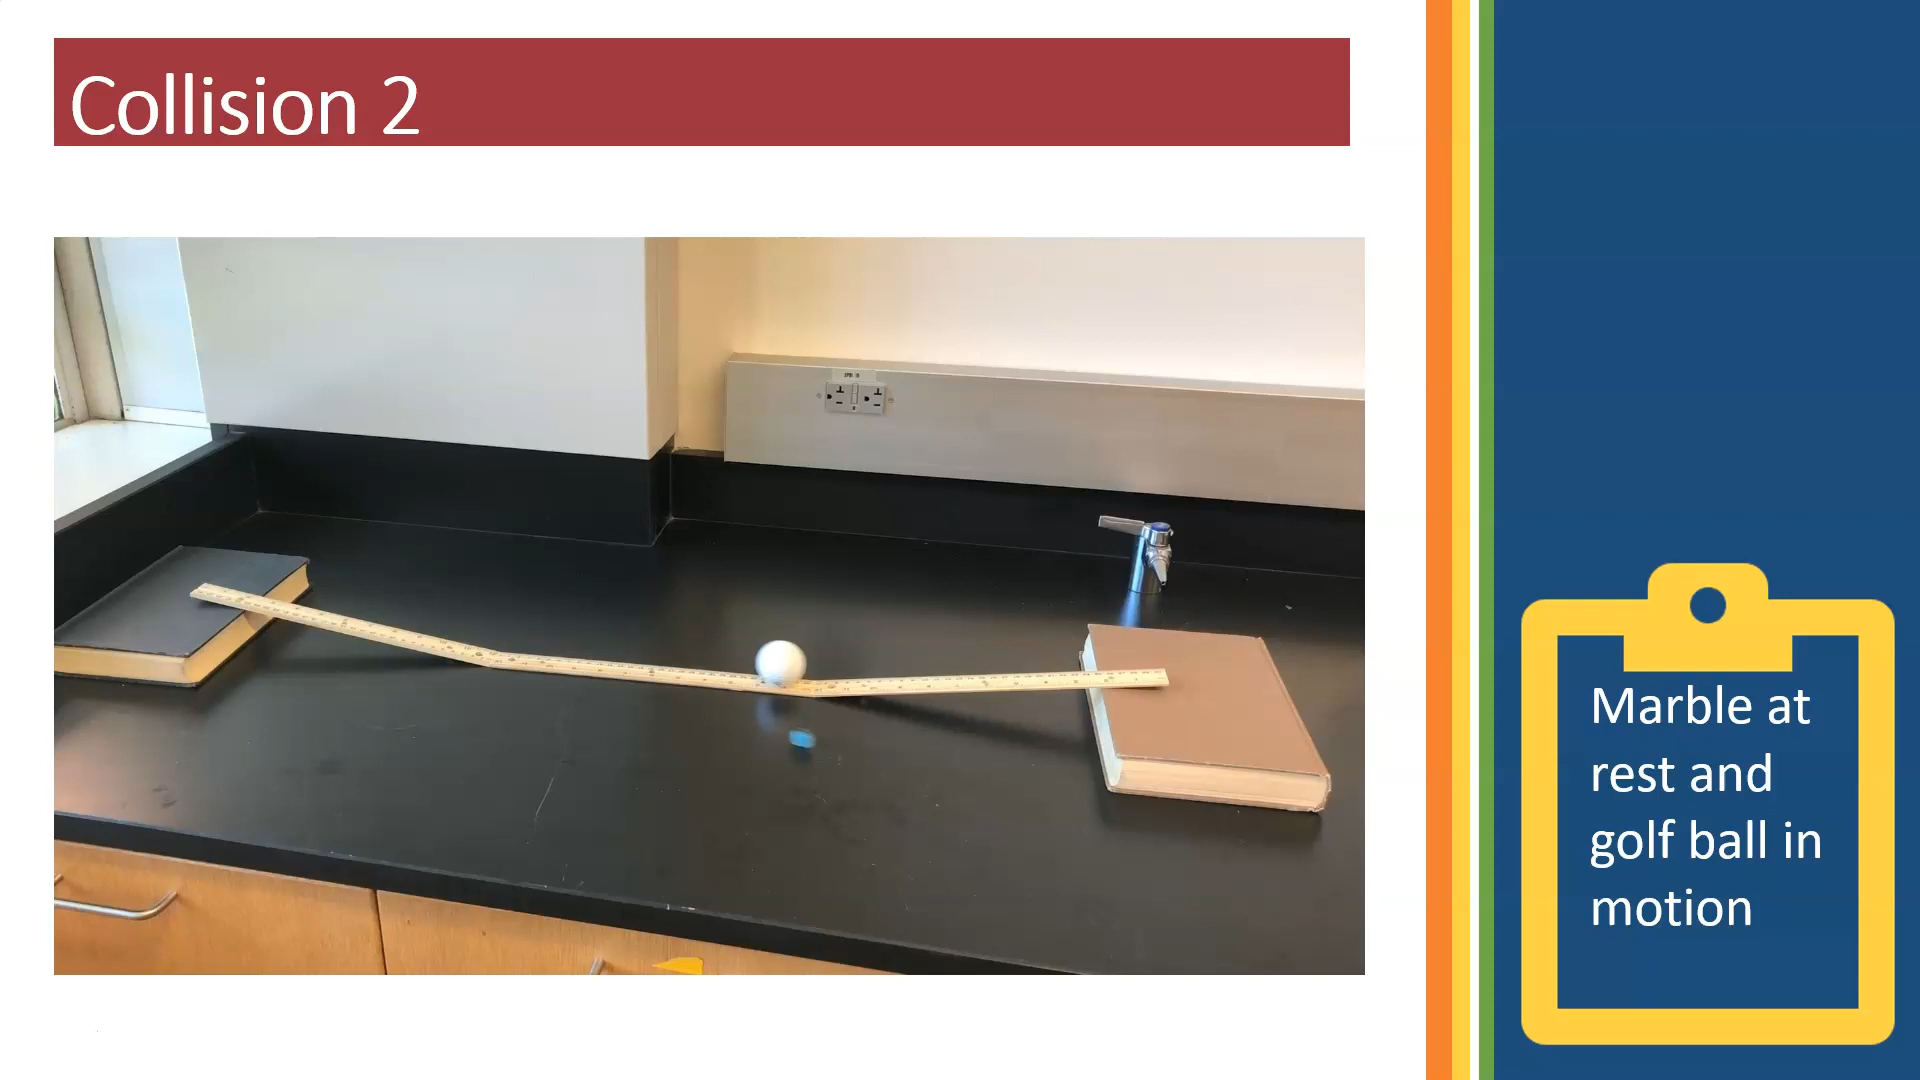 Collision 2
Marble at
rest and
golf ball in
motion